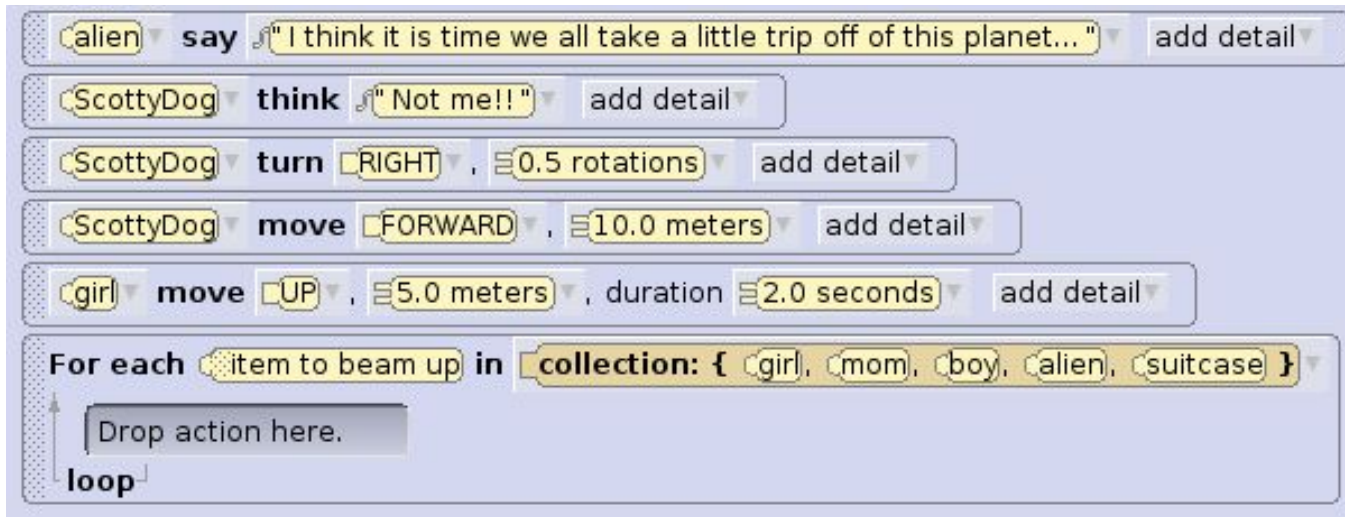 alien say "I think it is time we all take a little trip off of this planet... " add detail
ScottyDog think " Not me!! " add detail
ScottyDog turn RIGHT , 0.5 rotations add detail
ScottyDog move FORWARD , 10.0 meters add detail
girl move UP , 5.0 meters , duration 2.0 seconds add detail
For each item to beam up in collection: { girl, mom, boy, alien, suitcase }
Drop action here.
loop